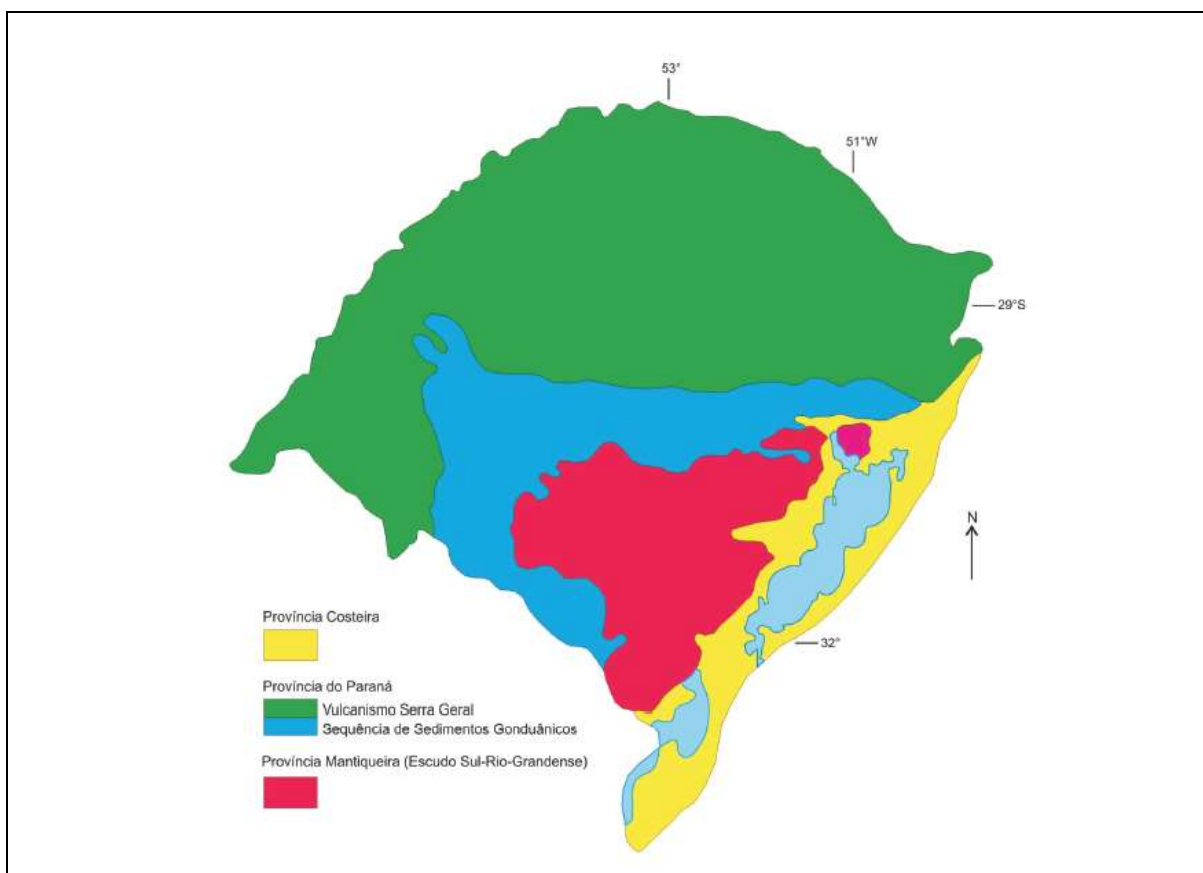 53°
51°W
29°S
N
32°
Província Costeira
Província do Paraná
Vulcanismo Serra Geral
Sequência de Sedimentos Gonduânicos
Província Mantiqueira (Escudo Sul-Rio-Grandense)